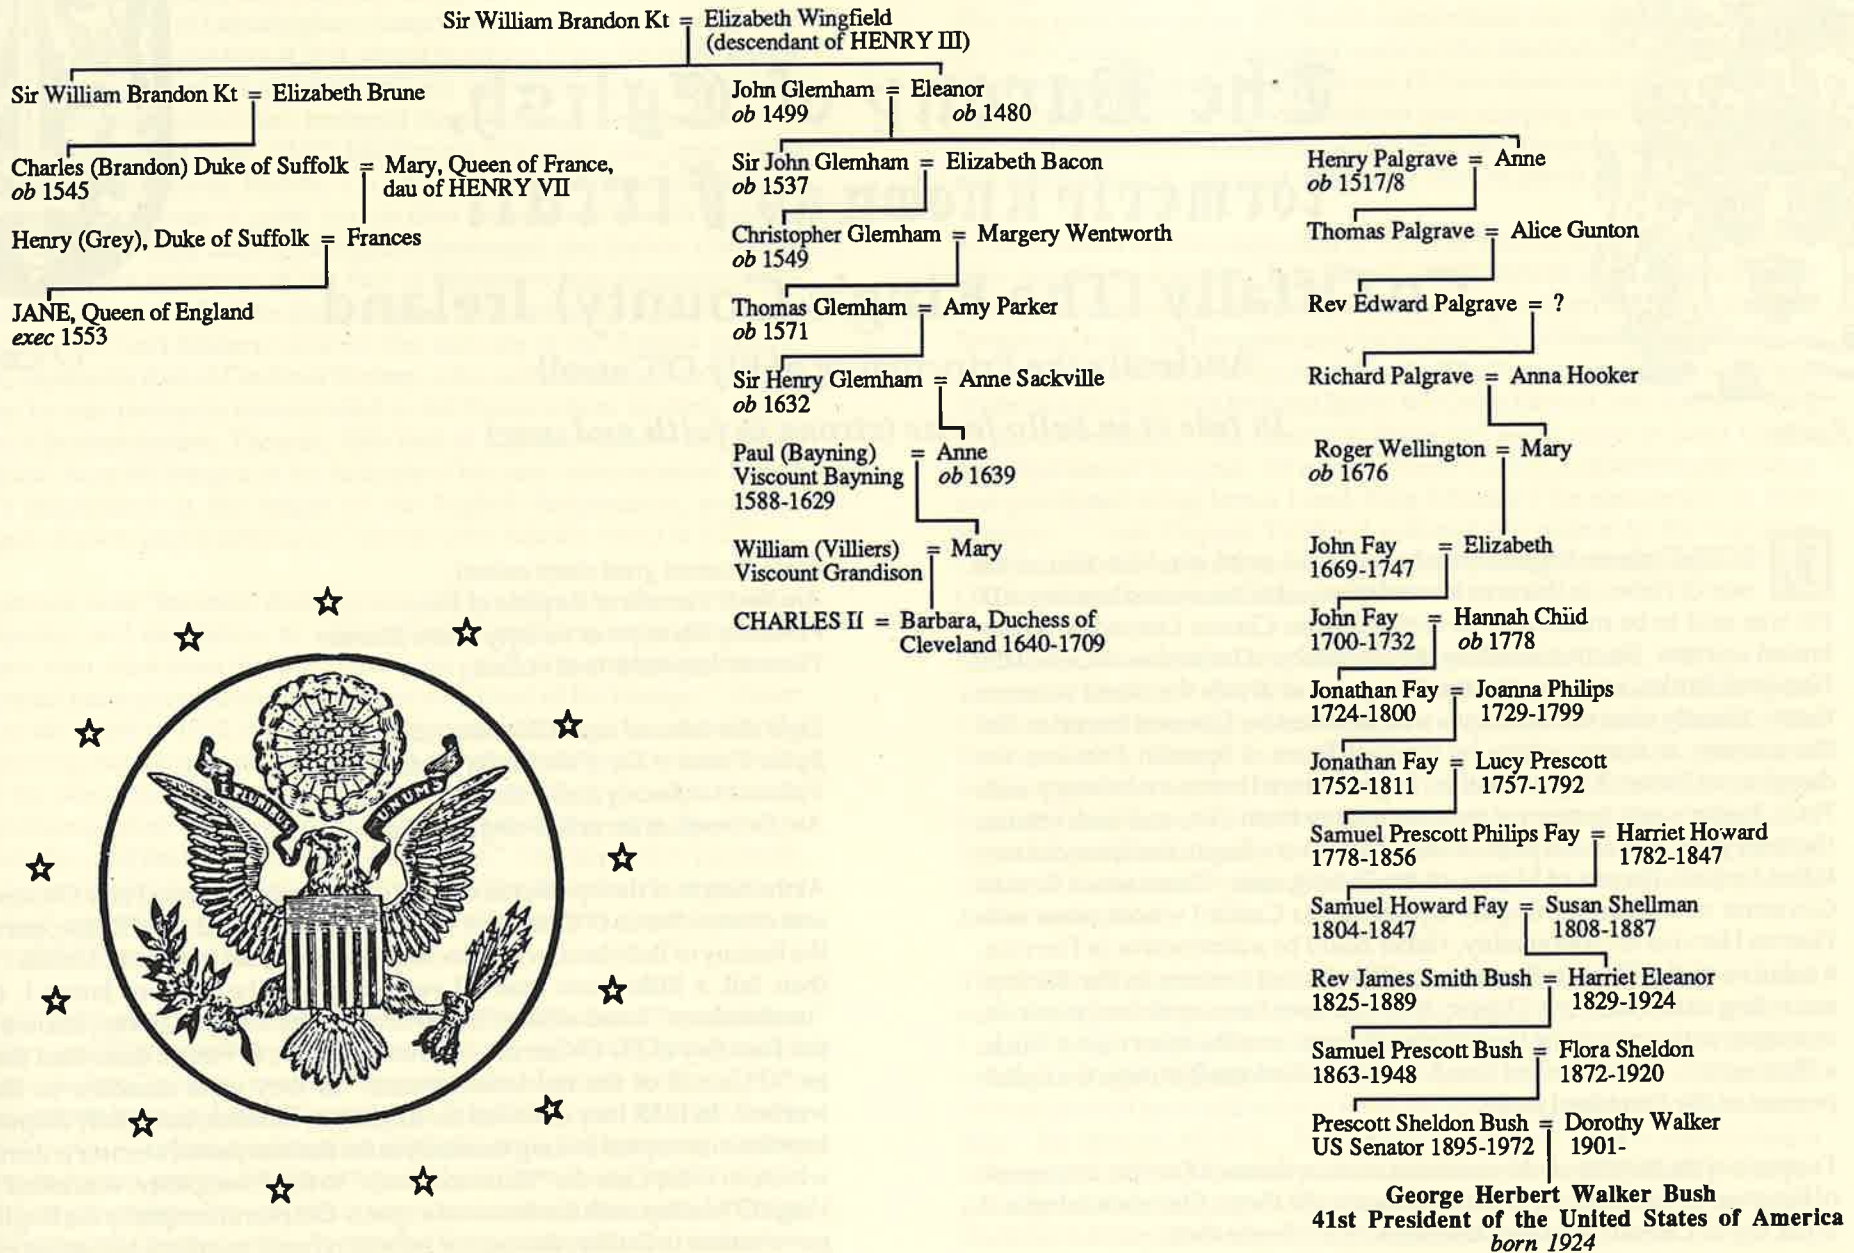 Sir William Brandon Kt = Elizabeth Wingfield
(descendant of HENRY III)
Sir William Brandon Kt = Elizabeth Brune
Charles (Brandon) Duke of Suffolk = Mary, Queen of France,
ob 1545 dau of HENRY VII
Henry (Grey), Duke of Suffolk = Frances
JANE, Queen of England
exec 1553
John Glemham = Eleanor
ob 1499 ob 1480
Sir John Glemham = Elizabeth Bacon
ob 1537
Christopher Glemham = Margery Wentworth
ob 1549
Thomas Glemham = Amy Parker
ob 1571
Sir Henry Glemham = Anne Sackville
ob 1632
Paul (Bayning) = Anne
Viscount Bayning ob 1639
1588-1629
William (Villiers) = Mary
Viscount Grandison
CHARLES II = Barbara, Duchess of
Cleveland 1640-1709
Henry Palgrave = Anne
ob 1517/8
Thomas Palgrave = Alice Gunton
Rev Edward Palgrave = ?
Richard Palgrave = Anna Hooker
Roger Wellington = Mary
ob 1676
John Fay = Elizabeth
1669-1747
John Fay = Hannah Chiid
1700-1732 ob 1778
Jonathan Fay = Joanna Philips
1724-1800 1729-1799
Jonathan Fay = Lucy Prescott
1752-1811 1757-1792
Samuel Prescott Philips Fay = Harriet Howard
1778-1856 1782-1847
Samuel Howard Fay = Susan Shellman
1804-1847 1808-1887
Rev James Smith Bush = Harriet Eleanor
1825-1889 1829-1924
Samuel Prescott Bush = Flora Sheldon
1863-1948 1872-1920
Prescott Sheldon Bush = Dorothy Walker
US Senator 1895-1972 1901-
George Herbert Walker Bush
41st President of the United States of America
born 1924
E PLURIBUS UNUM